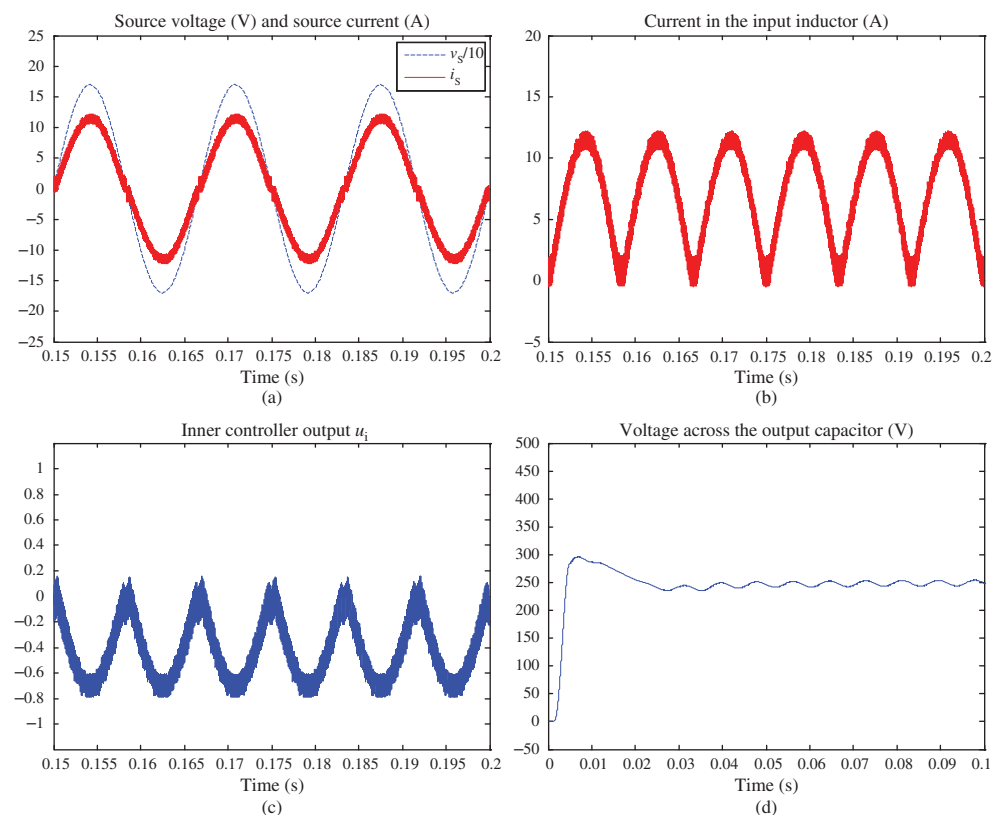 Source voltage (V) and source current (A)
25
20
15
10
5
0
−5
−10
−15
−20
−25
v_S/10
i_S
0.15 0.155 0.16 0.165 0.17 0.175 0.18 0.185 0.19 0.195 0.2
Time (s)
(a)
Current in the input inductor (A)
20
15
10
5
0
−5
0.15 0.155 0.16 0.165 0.17 0.175 0.18 0.185 0.19 0.195 0.2
Time (s)
(b)
Inner controller output u_i
1
0.8
0.6
0.4
0.2
0
−0.2
−0.4
−0.6
−0.8
−1
0.15 0.155 0.16 0.165 0.17 0.175 0.18 0.185 0.19 0.195 0.2
Time (s)
(c)
Voltage across the output capacitor (V)
500
450
400
350
300
250
200
150
100
50
0
−50
0 0.01 0.02 0.03 0.04 0.05 0.06 0.07 0.08 0.09 0.1
Time (s)
(d)